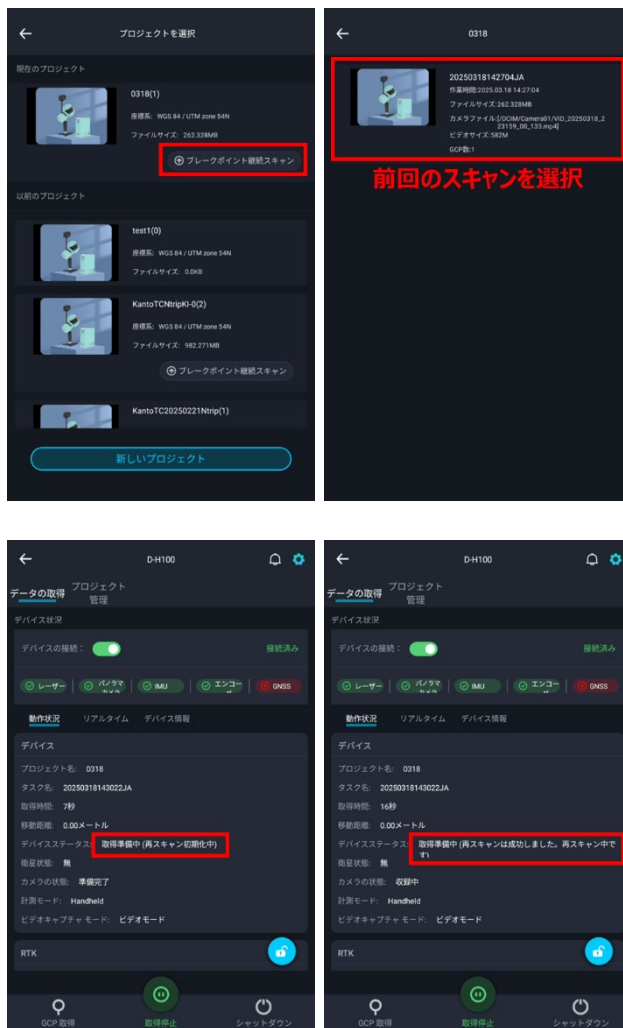 プロジェクトを選択
現在のプロジェクト
0318(1)
座標系: WGS 84 / UTM zone 54N
ファイルサイズ: 262.328MB
ブレークポイント継続スキャン
以前のプロジェクト
test1(0)
座標系: WGS 84 / UTM zone 54N
ファイルサイズ: 0.0KB
KantoTCNtripKI-0(2)
座標系: WGS 84 / UTM zone 54N
ファイルサイズ: 982.271MB
ブレークポイント継続スキャン
KantoTC20250221Ntrip(1)
新しいプロジェクト
0318
20250318142704JA
作業時間:2025.03.18 14:27:04
ファイルサイズ:262.328MB
カメラファイル:[/DCIM/Camera01/VID_20250318_2
23159_00_133.mp4]
ビデオサイズ:582M
GCP数:1
前回のスキャンを選択
D-H100
データの取得
プロジェクト
管理
デバイス状況
デバイスの接続:
接続済み
レーザー
パノラマ
カメラ
IMU
エンコー
ダ
GNSS
動作状況
リアルタイム
デバイス情報
デバイス
プロジェクト名: 0318
タスク名: 20250318143022JA
取得時間: 7秒
移動距離: 0.00メートル
デバイスステータス: 取得準備中 (再スキャン初期化中)
衛星状態: 無
カメラの状態: 準備完了
計測モード: Handheld
ビデオキャプチャ モード: ビデオモード
RTK
GCP 取得
取得停止
シャットダウン
D-H100
データの取得
プロジェクト
管理
デバイス状況
デバイスの接続:
接続済み
レーザー
パノラマ
カメラ
IMU
エンコー
ダ
GNSS
動作状況
リアルタイム
デバイス情報
デバイス
プロジェクト名: 0318
タスク名: 20250318143022JA
取得時間: 16秒
移動距離: 0.00メートル
デバイスステータス: 取得準備中 (再スキャンは成功しました。再スキャン中で
す)
衛星状態: 無
カメラの状態: 収録中
計測モード: Handheld
ビデオキャプチャ モード: ビデオモード
RTK
GCP 取得
取得停止
シャットダウン